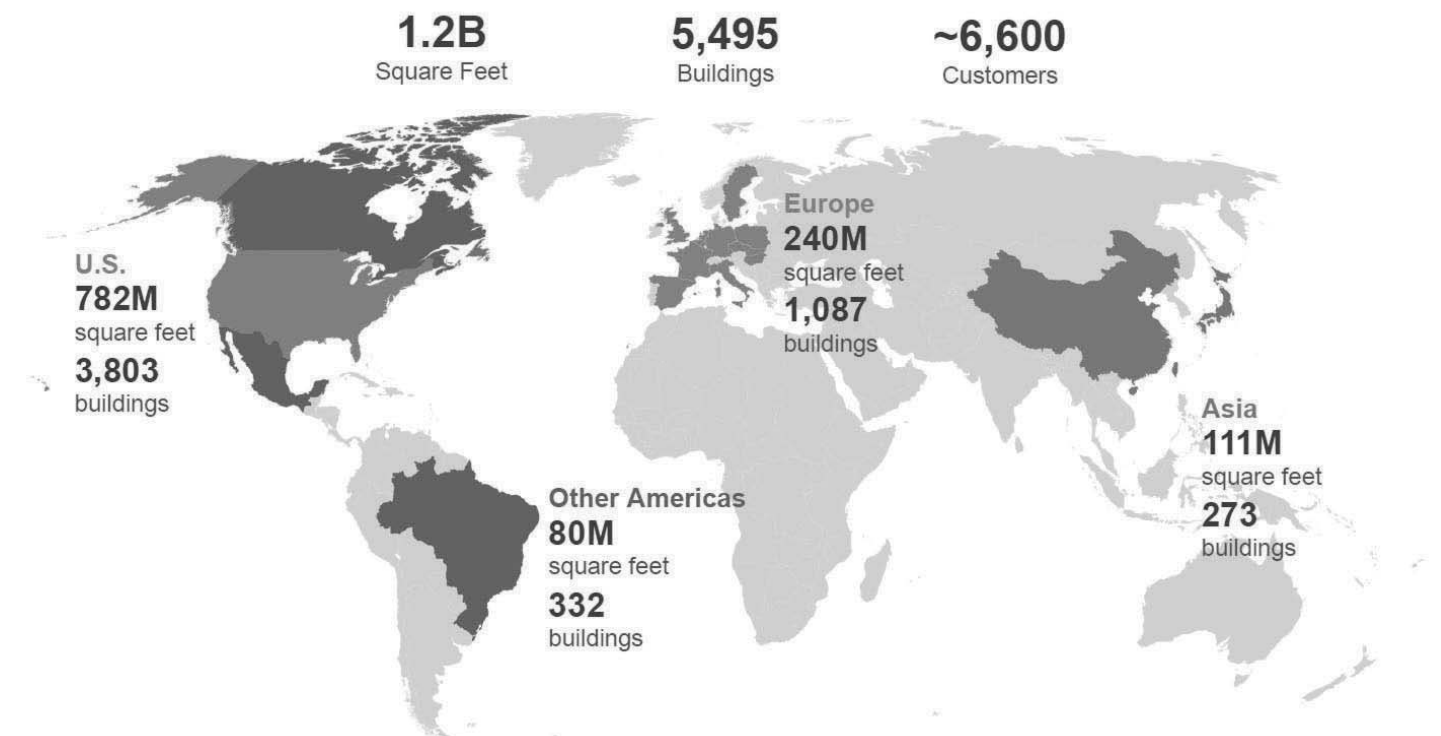 1.2B
Square Feet
5,495
Buildings
~6,600
Customers
U.S.
782M
square feet
3,803
buildings
Other Americas
80M
square feet
332
buildings
Europe
240M
square feet
1,087
buildings
Asia
111M
square feet
273
buildings